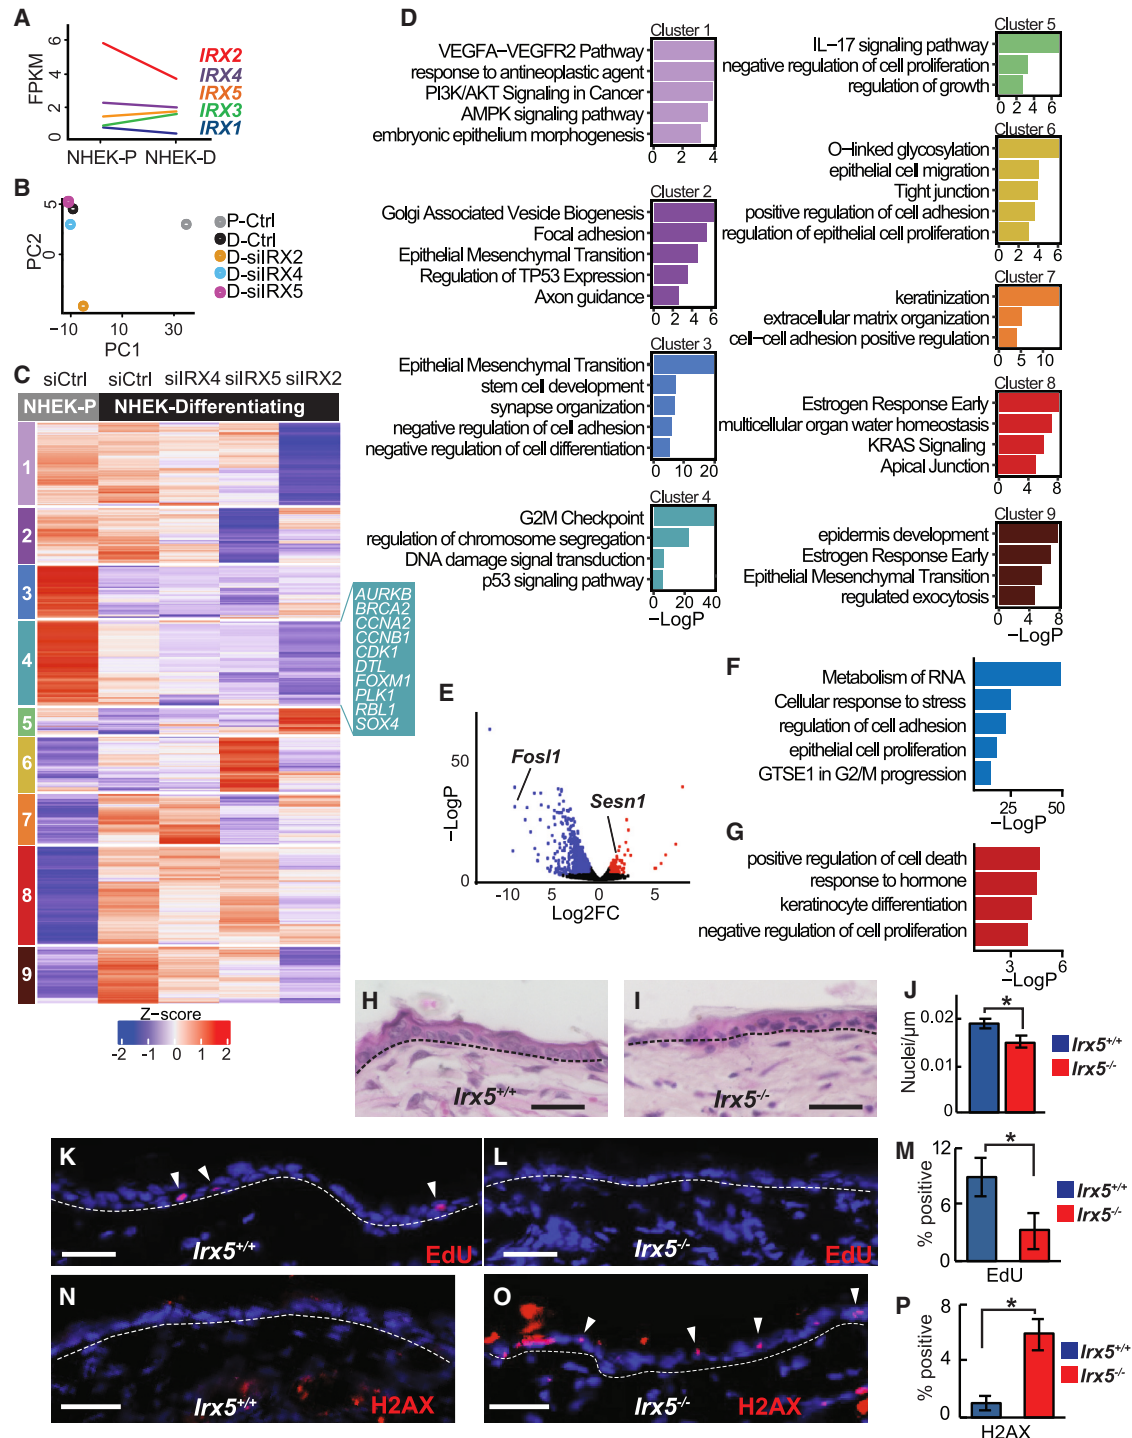 A
FPKM
6
4
2
0
NHEK-P NHEK-D
IRX2
IRX4
IRX5
IRX3
IRX1
B
PC2
5
0
−10 10 30
PC1
P-Ctrl
D-Ctrl
D-siIRX2
D-siIRX4
D-siIRX5
C
siCtrl siCtrl siIRX4 siIRX5 siIRX2
NHEK-P NHEK-Differentiating
1
2
3
4
5
6
7
8
9
AURKB
BRCA2
CCNA2
CCNB1
CDK1
DTL
FOXM1
PLK1
RBL1
SOX4
Z−score
-2 -1 0 1 2
D
Cluster 1
VEGFA−VEGFR2 Pathway
response to antineoplastic agent
PI3K/AKT Signaling in Cancer
AMPK signaling pathway
embryonic epithelium morphogenesis
0 2 4
Cluster 2
Golgi Associated Vesicle Biogenesis
Focal adhesion
Epithelial Mesenchymal Transition
Regulation of TP53 Expression
Axon guidance
0 2 4 6
Cluster 3
Epithelial Mesenchymal Transition
stem cell development
synapse organization
negative regulation of cell adhesion
negative regulation of cell differentiation
0 10 20
Cluster 4
G2M Checkpoint
regulation of chromosome segregation
DNA damage signal transduction
p53 signaling pathway
0 20 40
−LogP
Cluster 5
IL−17 signaling pathway
negative regulation of cell proliferation
regulation of growth
0 2 4 6
Cluster 6
O−linked glycosylation
epithelial cell migration
Tight junction
positive regulation of cell adhesion
regulation of epithelial cell proliferation
0 2 4 6
Cluster 7
keratinization
extracellular matrix organization
cell−cell adhesion positive regulation
0 5 10
Cluster 8
Estrogen Response Early
multicellular organ water homeostasis
KRAS Signaling
Apical Junction
0 4 8
Cluster 9
epidermis development
Estrogen Response Early
Epithelial Mesenchymal Transition
regulated exocytosis
0 4 8
−LogP
E
−LogP
50
0
Fosl1
Sesn1
-10 5 0 5
Log2FC
F
Metabolism of RNA
Cellular response to stress
regulation of cell adhesion
epithelial cell proliferation
GTSE1 in G2/M progression
25 50
−LogP
G
positive regulation of cell death
response to hormone
keratinocyte differentiation
negative regulation of cell proliferation
3 6
−LogP
H
Irx5+/+
I
Irx5-/-
J
Nuclei/µm
0.02
0.01
0
*
Irx5+/+
Irx5-/-
K
Irx5+/+
EdU
L
Irx5-/-
EdU
M
% positive
12
6
0
*
EdU
Irx5+/+
Irx5-/-
N
Irx5+/+
H2AX
O
Irx5-/-
H2AX
P
% positive
8
4
0
*
H2AX
Irx5+/+
Irx5-/-